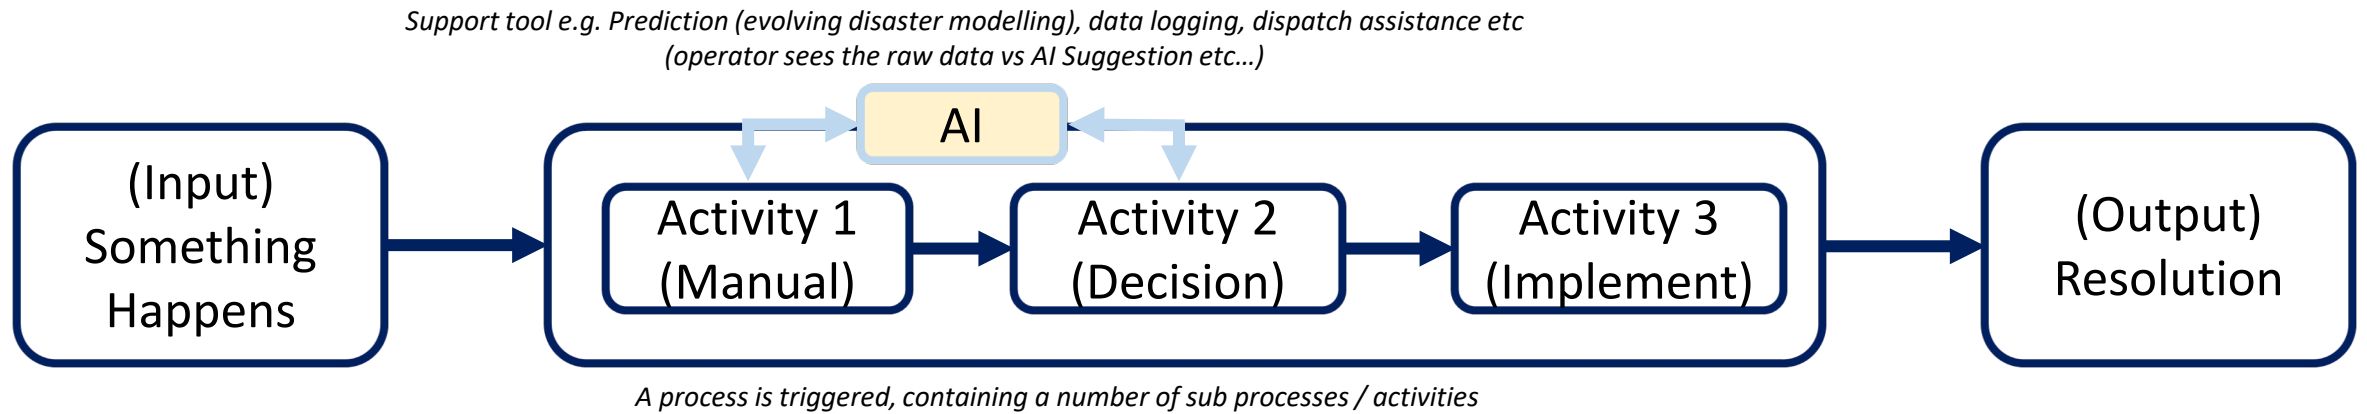 Support tool e.g. Prediction (evolving disaster modelling), data logging, dispatch assistance etc
(operator sees the raw data vs AI Suggestion etc…)
AI
(Input)
Something
Happens
Activity 1
(Manual)
Activity 2
(Decision)
Activity 3
(Implement)
(Output)
Resolution
A process is triggered, containing a number of sub processes / activities